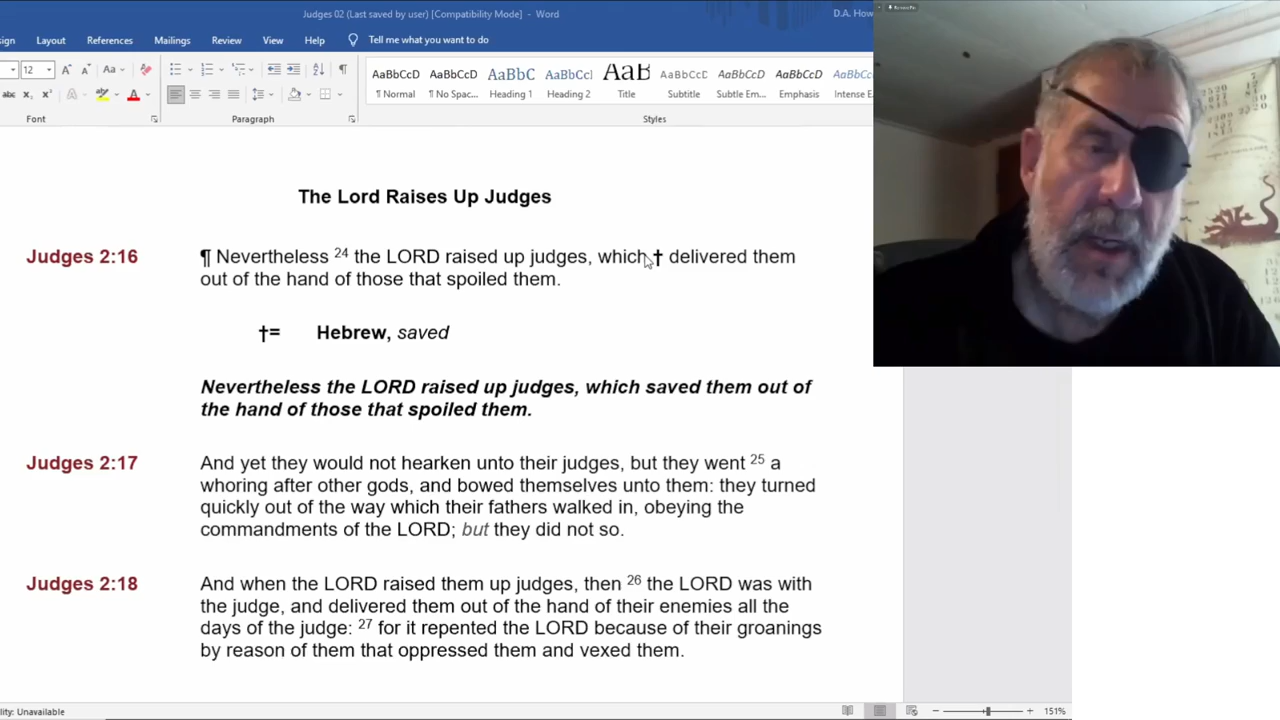 Judges 02 (Last saved by user) [Compatibility Mode] - Word
D.A. How
sign Layout References Mailings Review View Help Tell me what you want to do
12 Aa
abc x₂ x² A A
AaBbCcD AaBbCcD AaBbC AaBbCcl AaB AaBbCcD AaBbCcD AaBbCcD AaBbCc
¶ Normal ¶ No Spac... Heading 1 Heading 2 Title Subtitle Subtle Em... Emphasis Intense E
Font Paragraph Styles
The Lord Raises Up Judges
Judges 2:16 ¶ Nevertheless 24 the LORD raised up judges, which † delivered them
out of the hand of those that spoiled them.
†= Hebrew, saved
Nevertheless the LORD raised up judges, which saved them out of
the hand of those that spoiled them.
Judges 2:17 And yet they would not hearken unto their judges, but they went 25 a
whoring after other gods, and bowed themselves unto them: they turned
quickly out of the way which their fathers walked in, obeying the
commandments of the LORD; but they did not so.
Judges 2:18 And when the LORD raised them up judges, then 26 the LORD was with
the judge, and delivered them out of the hand of their enemies all the
days of the judge: 27 for it repented the LORD because of their groanings
by reason of them that oppressed them and vexed them.
lity: Unavailable
151%